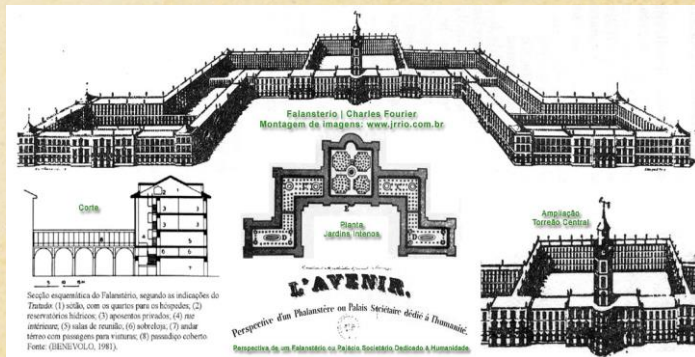 Falansterio | Charles Fourier
Montagem de imagens: www.jrrio.com.br
Corte
Planta
Jardins Internos
Ampliação
Torreão Central
Secção esquemática do Falanstério, segundo as indicações do
Tratado: (1) sótão, com os quartos para os hóspedes; (2)
reservatórios hídricos; (3) aposentos privados; (4) rue
intérieure; (5) salas de reunião; (6) sobreloja; (7) andar
térreo com passagens para viaturas; (8) passadiço coberto.
Fonte: (BENEVOLO, 1981).
L'AVENIR.
Perspective d'un Phalanstère ou Palais Sociétaire dédié à l'humanité.
Perspectiva de um Falanstério ou Palácio Societário Dedicado à Humanidade